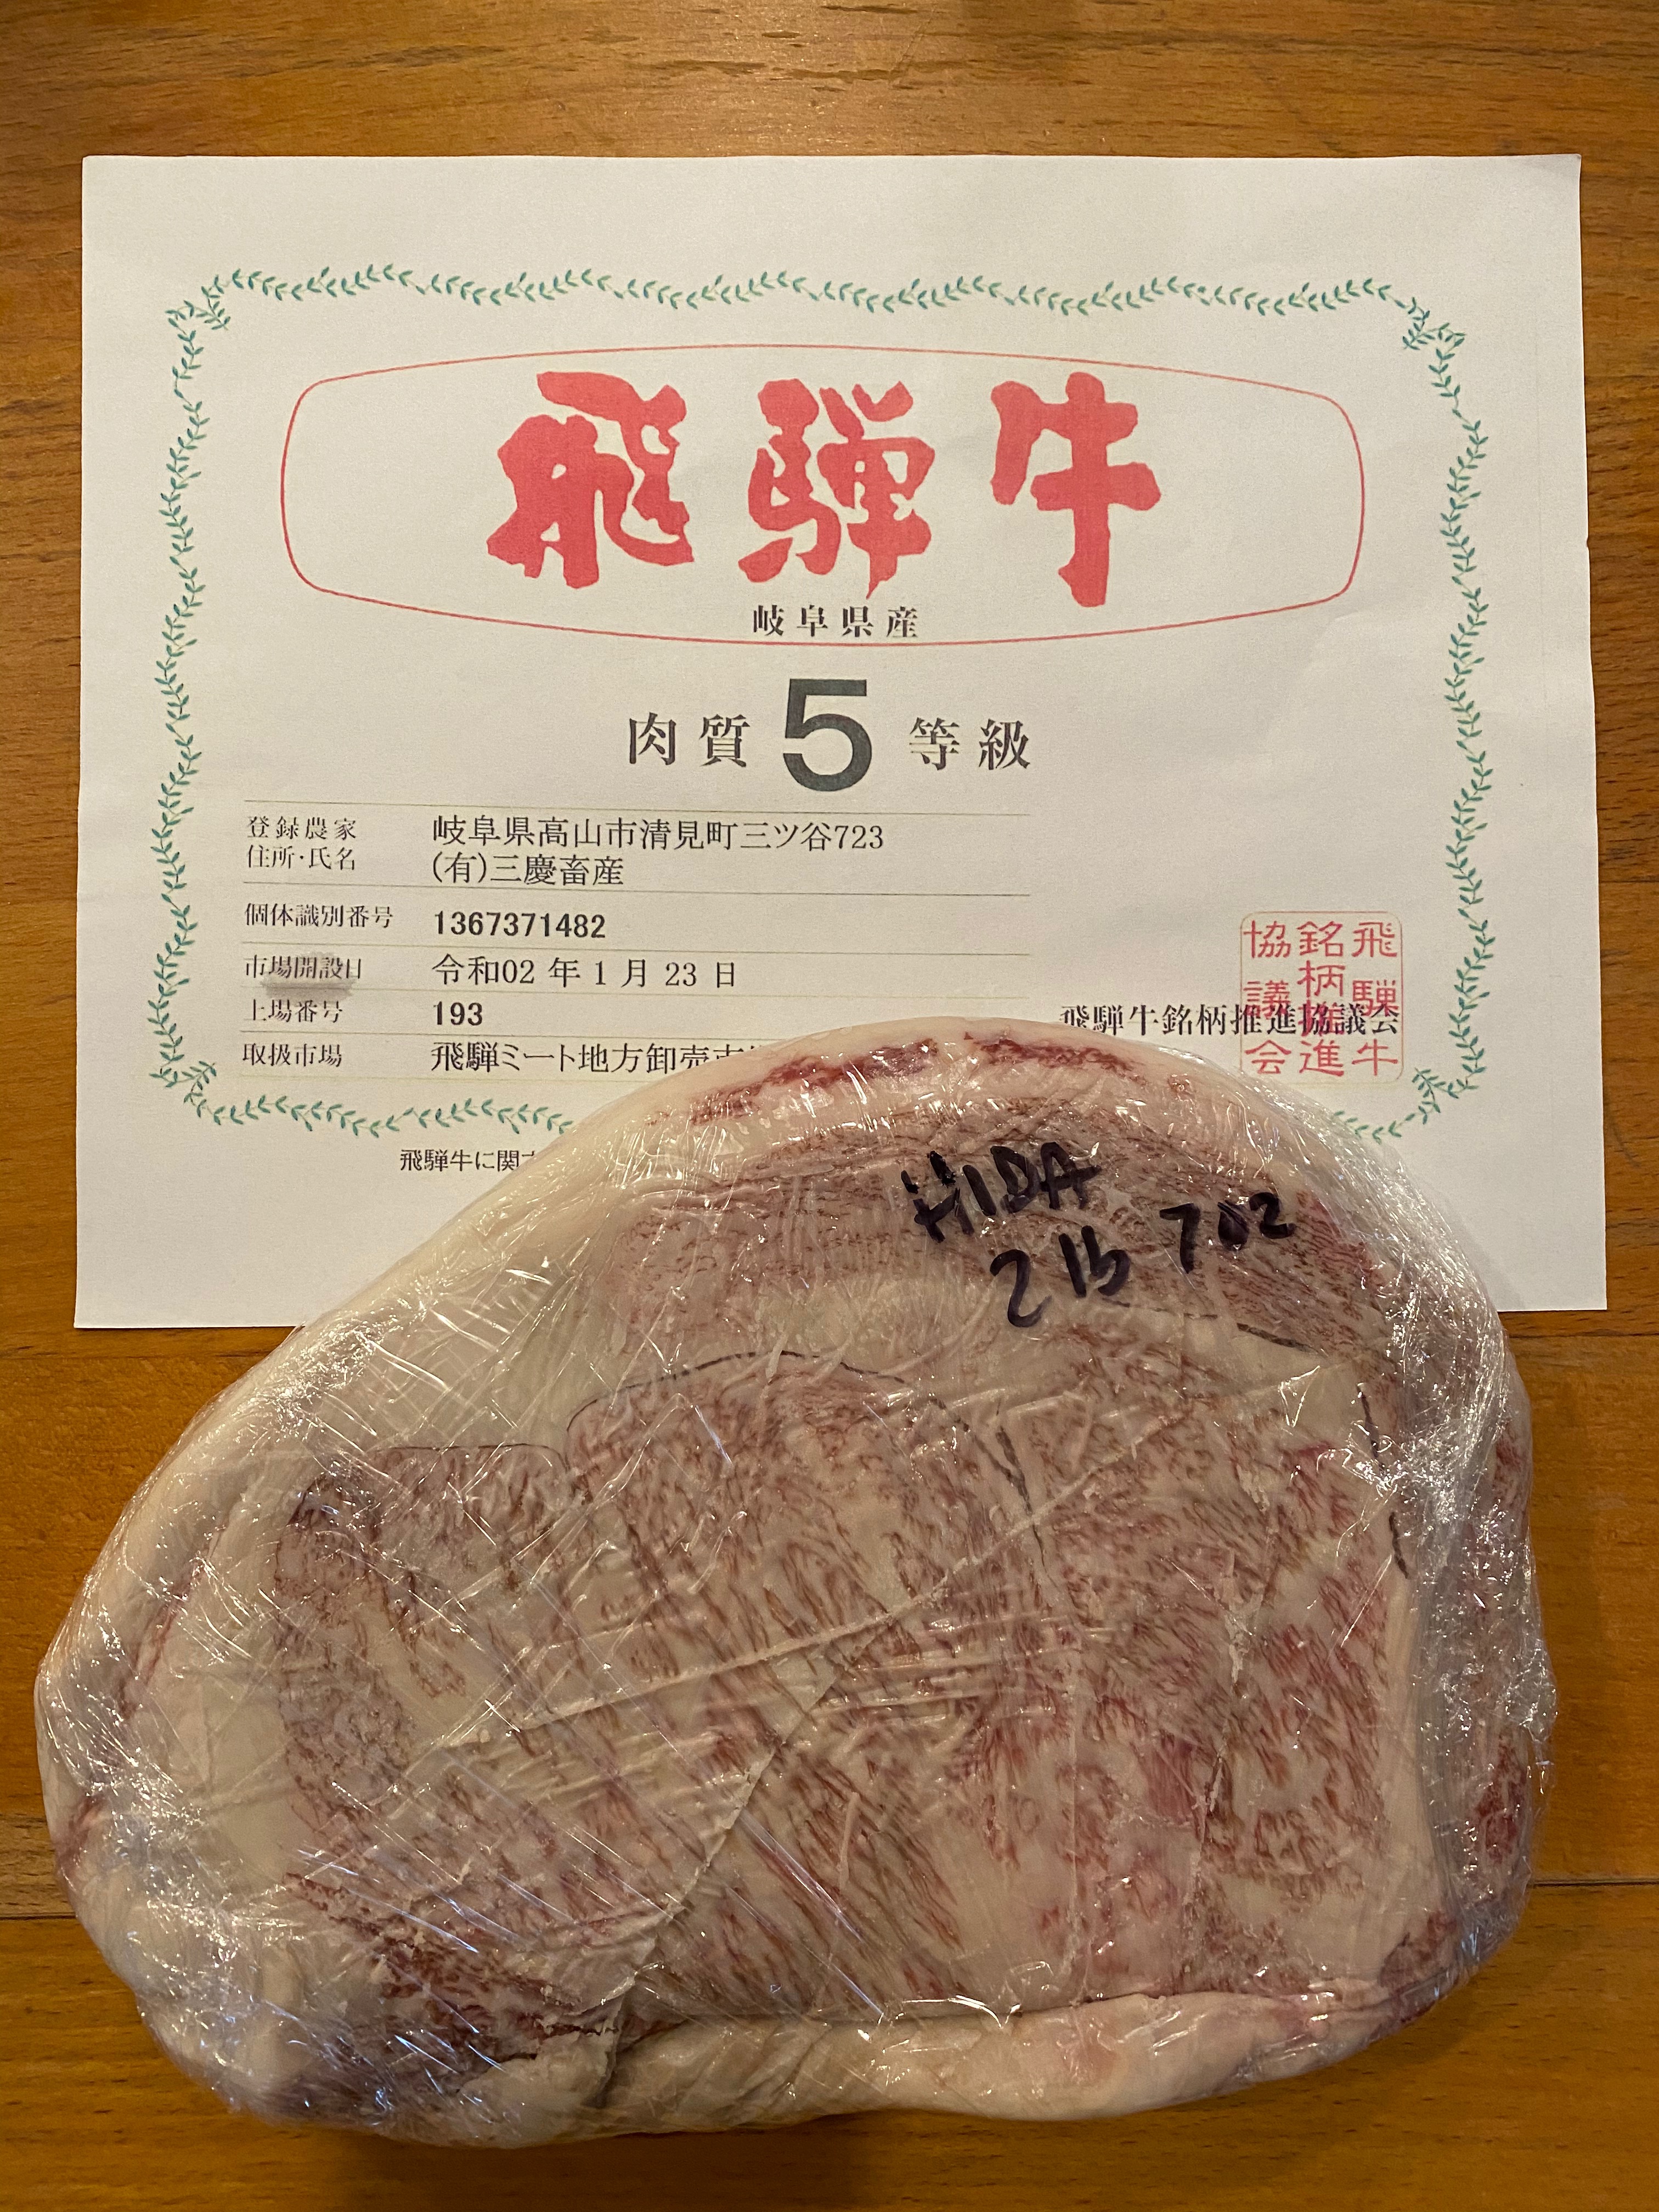 飛騨牛
岐阜県産
肉質5等級
登録農家
住所・氏名
岐阜県高山市清見町三ツ谷723
(有)三慶畜産
個体識別番号 1367371482
市場開設日 令和02年1月23日
上場番号 193
取扱市場 飛騨ミート地方卸売市
飛騨牛銘柄推進協議会
飛騨牛
銘柄推進
協議会
飛騨牛に関
HIDA
2 lb 7 oz